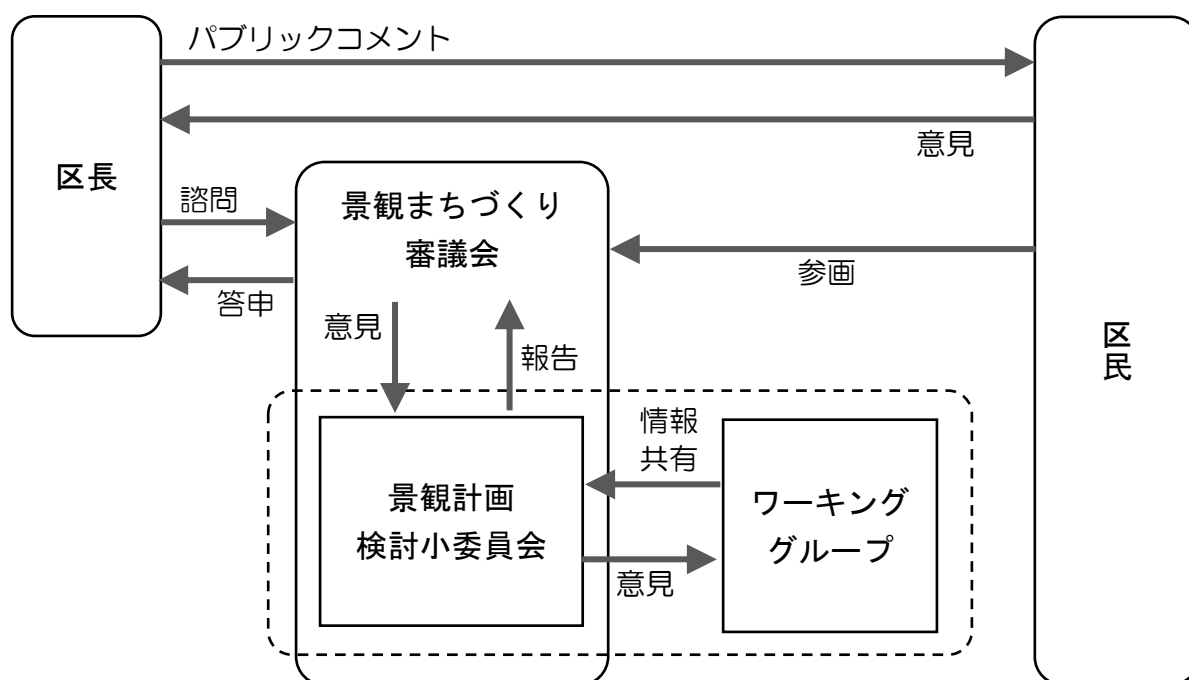 パブリックコメント
意見
区長
諮問
景観まちづくり
審議会
参画
答申
意見
報告
区民
情報
共有
景観計画
検討小委員会
ワーキング
グループ
意見